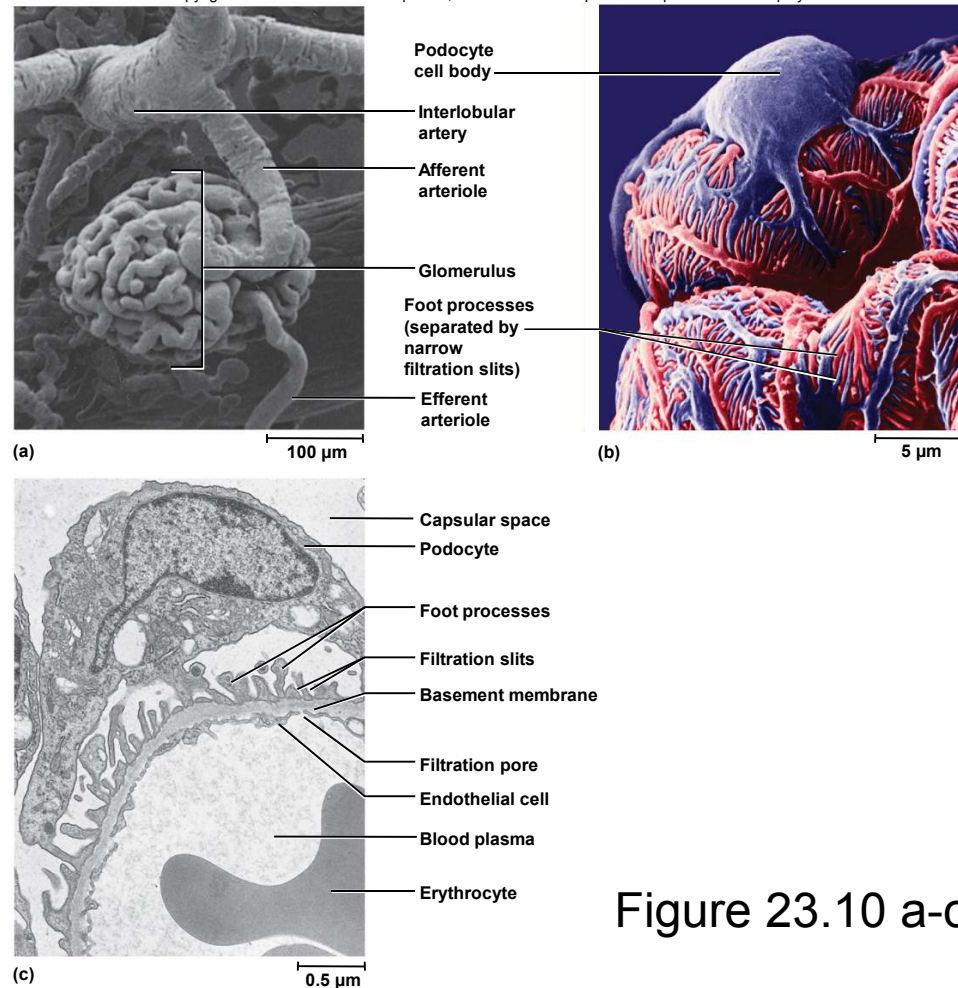 Podocyte
cell body
Interlobular
artery
Afferent
arteriole
Glomerulus
Foot processes
(separated by
narrow
filtration slits)
Efferent
arteriole
(a)
100 µm
(b)
5 µm
Capsular space
Podocyte
Foot processes
Filtration slits
Basement membrane
Filtration pore
Endothelial cell
Blood plasma
Erythrocyte
Figure 23.10 a-
(c)
0.5 µm